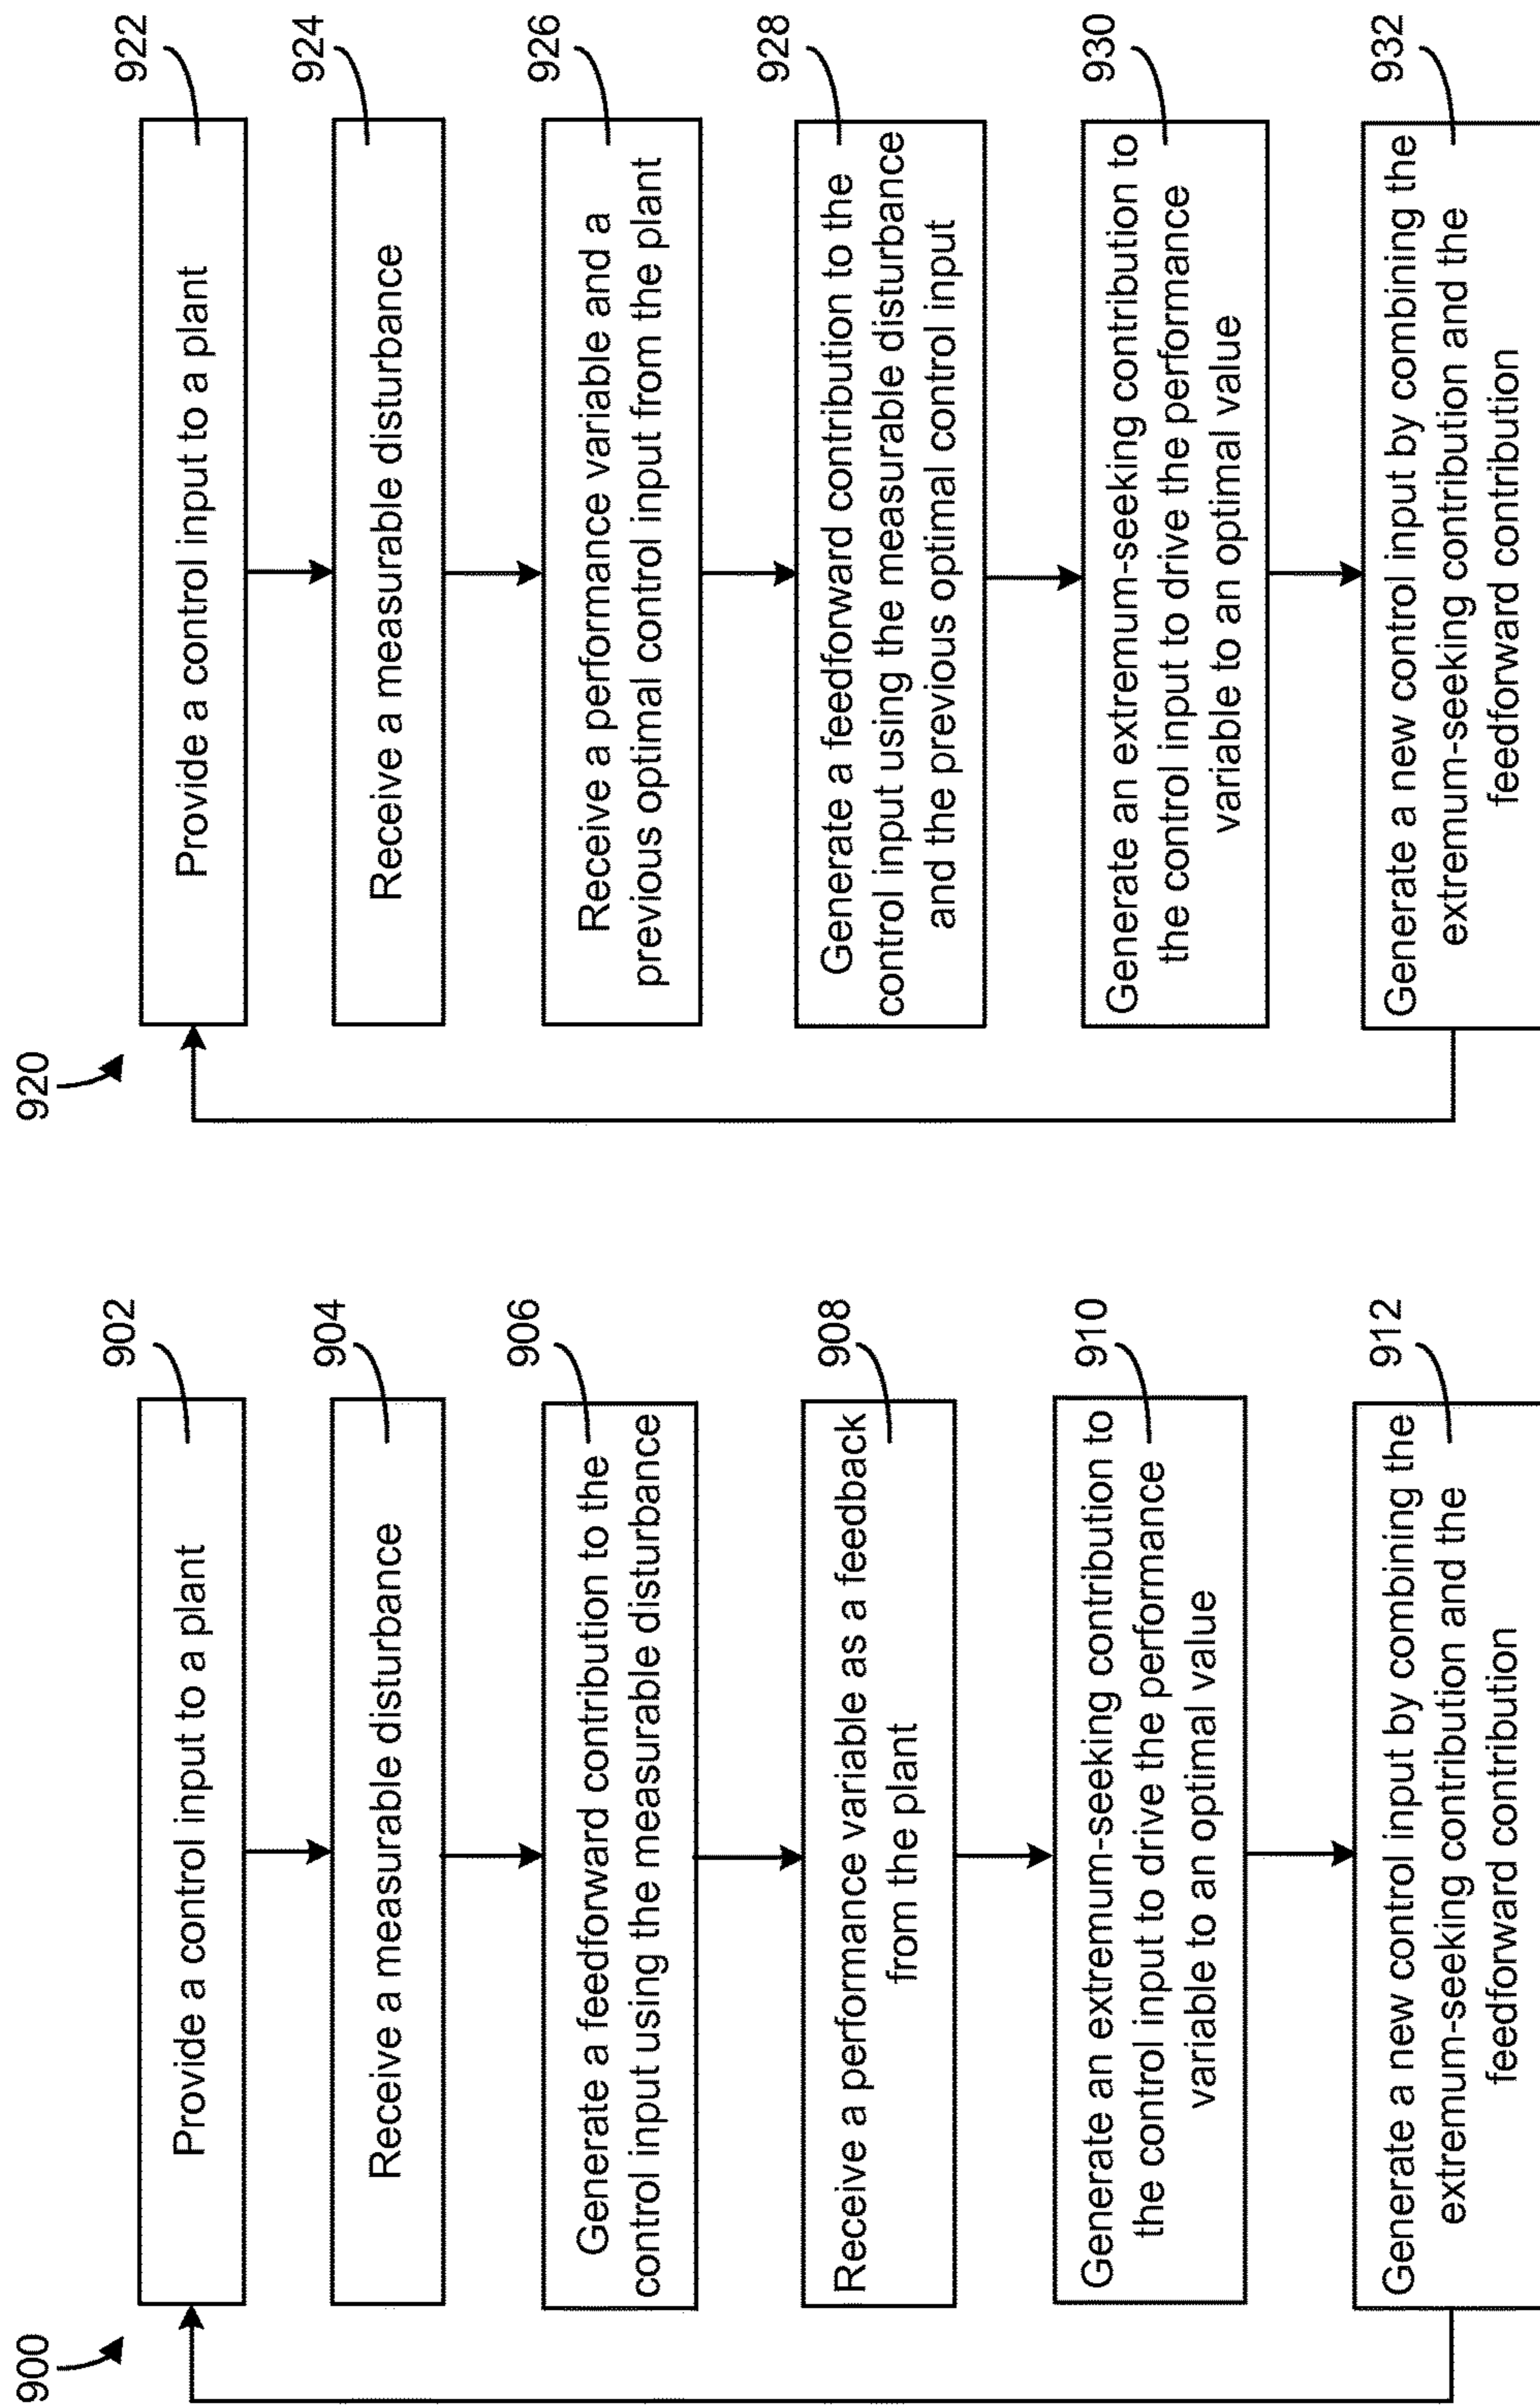 900
902
Provide a control input to a plant
904
Receive a measurable disturbance
906
Generate a feedforward contribution to the
control input using the measurable disturbance
908
Receive a performance variable as a feedback
from the plant
910
Generate an extremum-seeking contribution to
the control input to drive the performance
variable to an optimal value
912
Generate a new control input by combining the
extremum-seeking contribution and the
feedforward contribution
920
922
Provide a control input to a plant
924
Receive a measurable disturbance
926
Receive a performance variable and a
previous optimal control input from the plant
928
Generate a feedforward contribution to the
control input using the measurable disturbance
and the previous optimal control input
930
Generate an extremum-seeking contribution to
the control input to drive the performance
variable to an optimal value
932
Generate a new control input by combining the
extremum-seeking contribution and the
feedforward contribution